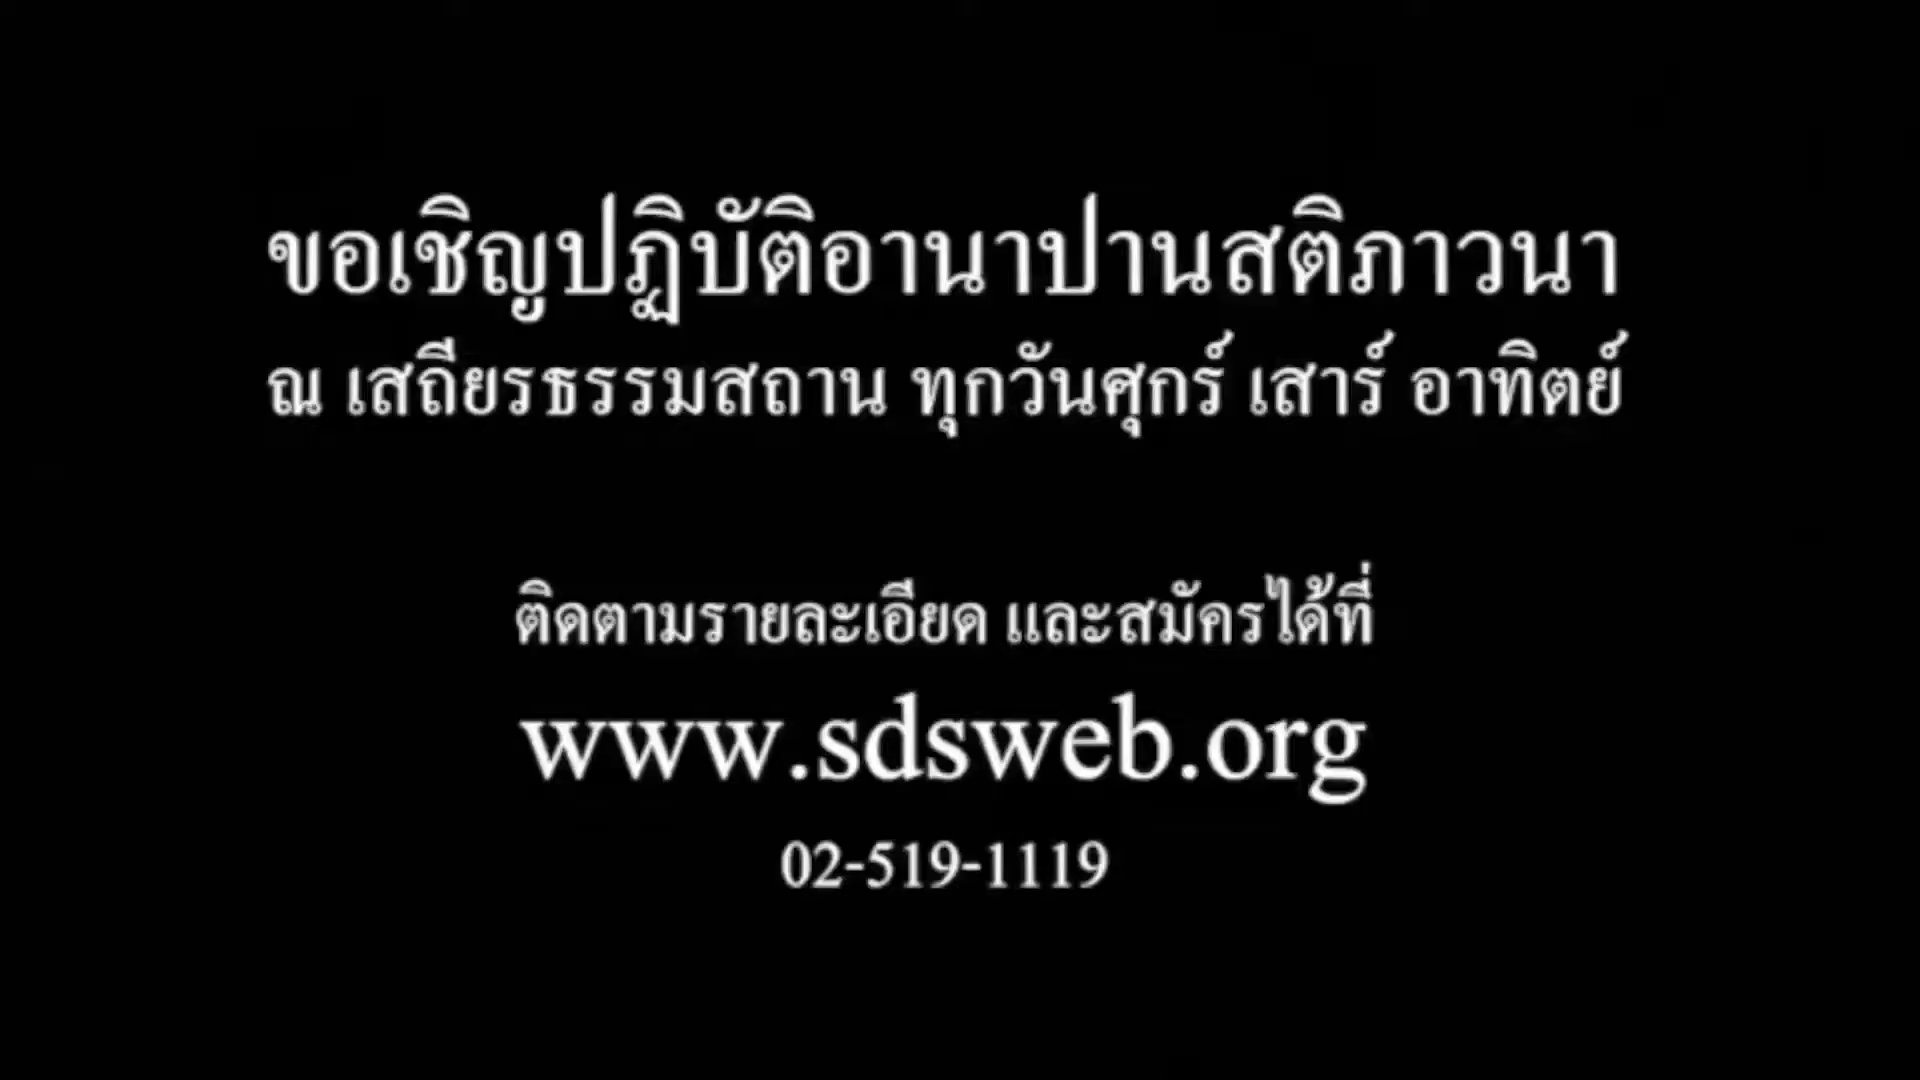 ขอเชิญปฏิบัติอานาปานสติภาวนา
ณ เสถียรธรรมสถาน ทุกวันศุกร์ เสาร์ อาทิตย์
ติดตามรายละเอียด และสมัครได้ที่
www.sdsweb.org
02-519-1119